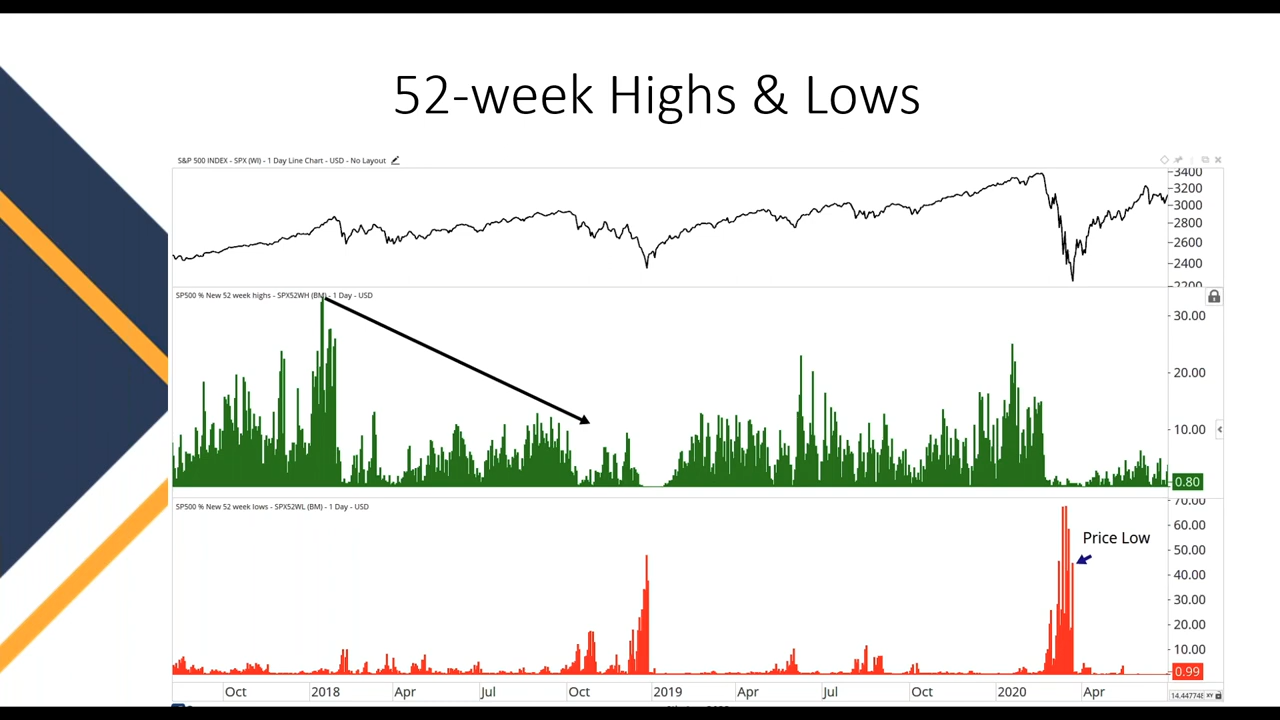 52-week Highs & Lows
S&P 500 INDEX - SPX (WI) - 1 Day Line Chart - USD - No Layout
3400
3200
3000
2800
2600
2400
2200
SP500 % New 52 week highs - SPX52WH (BM) - 1 Day - USD
30.00
20.00
10.00
0.80
SP500 % New 52 week lows - SPX52WL (BM) - 1 Day - USD
70.00
60.00
Price Low
50.00
40.00
30.00
20.00
10.00
0.99
Oct 2018 Apr Jul Oct 2019 Apr Jul Oct 2020 Apr
14.447748 XY